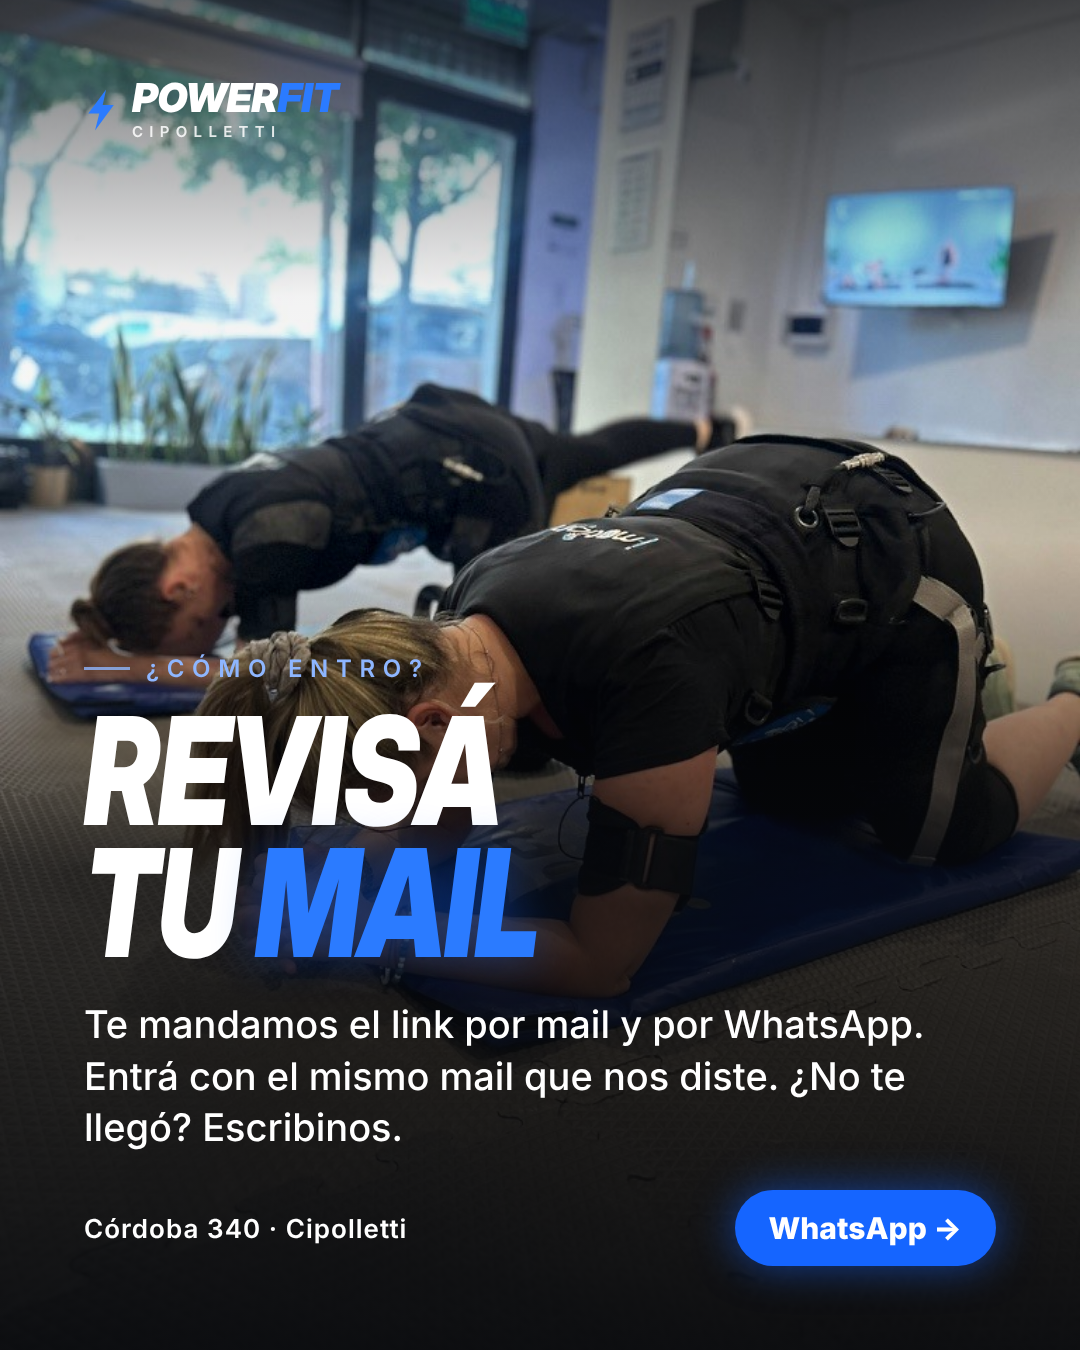 POWERFIT
CIPOLLETTI
¿CÓMO ENTRO?
REVISÁ
TU MAIL
Te mandamos el link por mail y por WhatsApp.
Entrá con el mismo mail que nos diste. ¿No te
llegó? Escribinos.
Córdoba 340 · Cipolletti
WhatsApp →